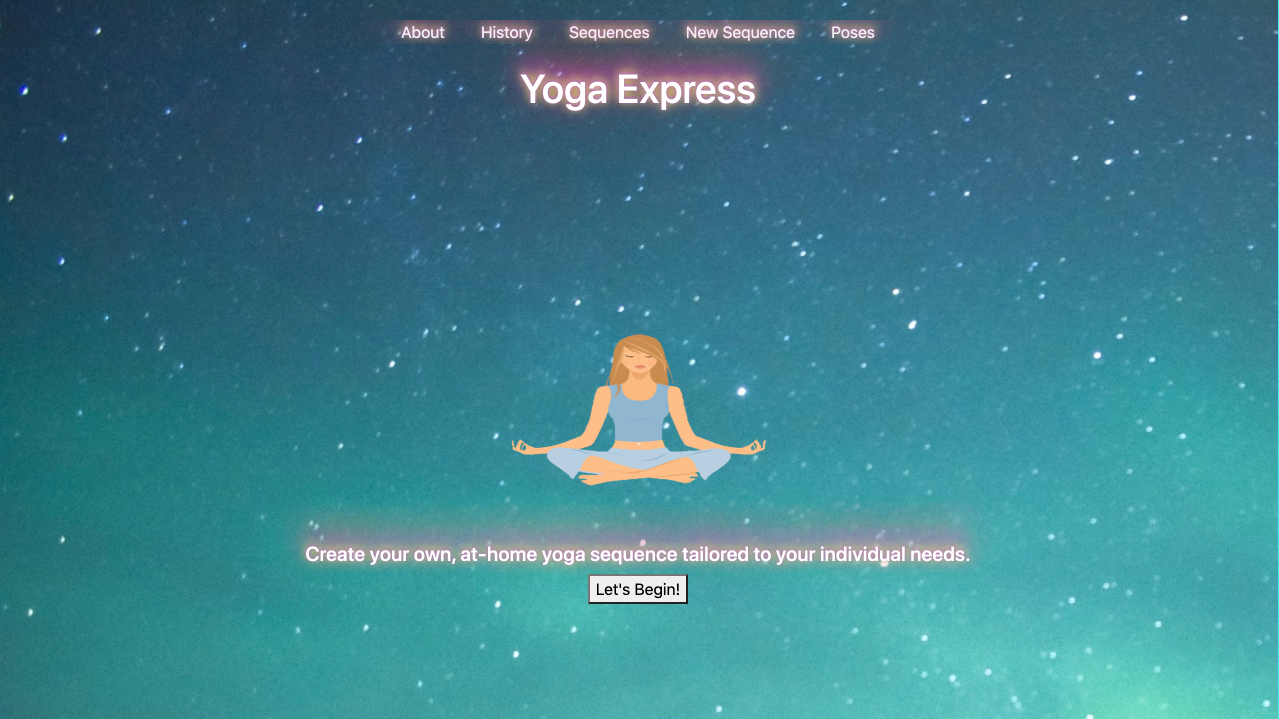 About History Sequences New Sequence Poses
Yoga Express
Create your own, at-home yoga sequence tailored to your individual needs.
Let's Begin!